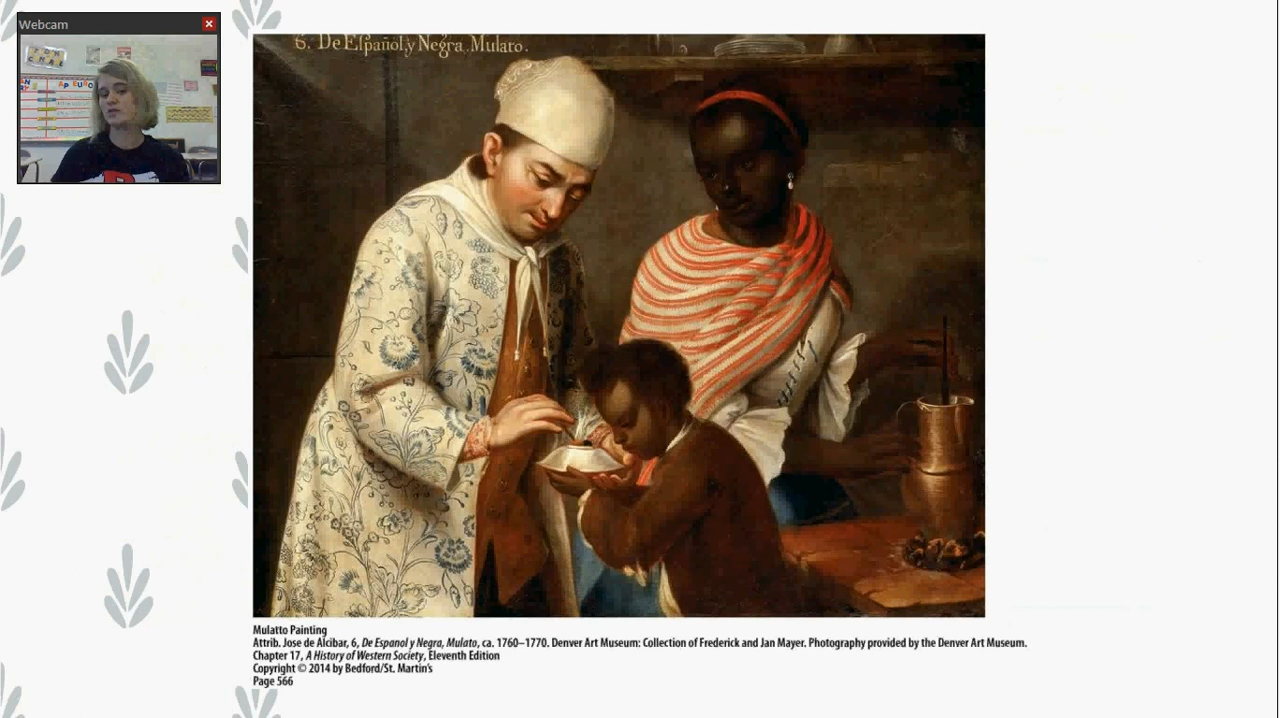 Webcam
6. De Español y Negra, Mulato.
AP EURO
Mulatto Painting
Attrib. Jose de Alcibar, 6, De Espanol y Negra, Mulato, ca. 1760–1770. Denver Art Museum: Collection of Frederick and Jan Mayer. Photography provided by the Denver Art Museum.
Chapter 17, A History of Western Society, Eleventh Edition
Copyright © 2014 by Bedford/St. Martin's
Page 566